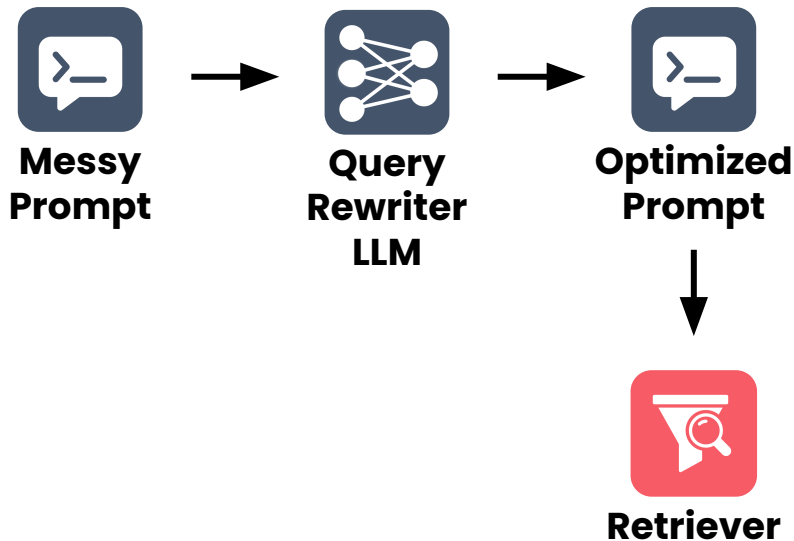 Messy
Prompt
Query
Rewriter
LLM
Optimized
Prompt
Retriever